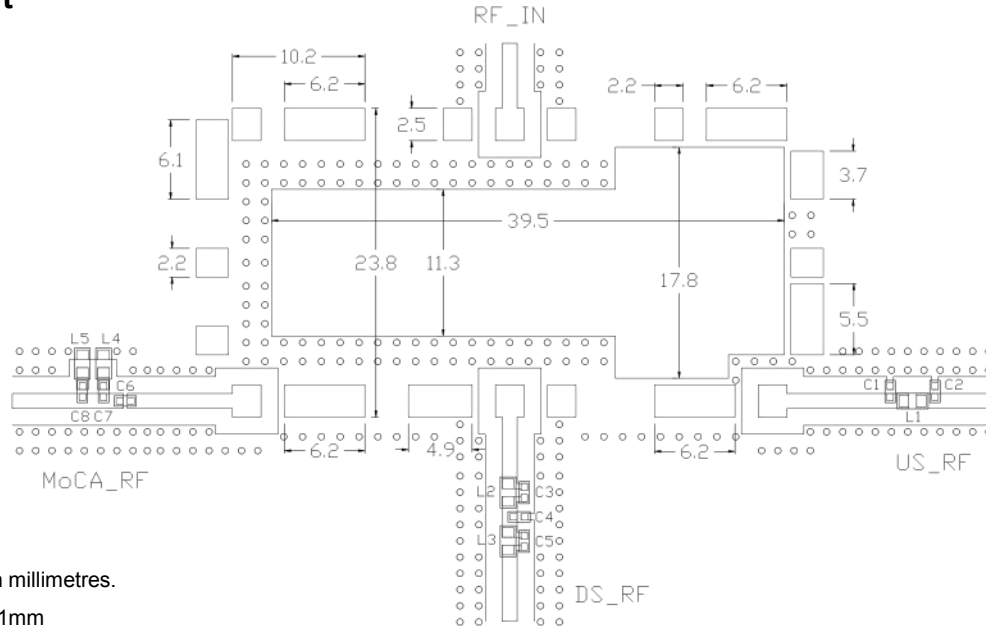 t
RF_IN
10.2
6.2
2.2
6.2
2.5
6.1
3.7
39.5
2.2
23.8
11.3
17.8
5.5
L5
L4
C6
C1
C2
C8
C7
L1
6.2
4.9
6.2
US_RF
MoCA_RF
L2
C3
C4
L3
C5
n millimetres.
DS_RF
1mm